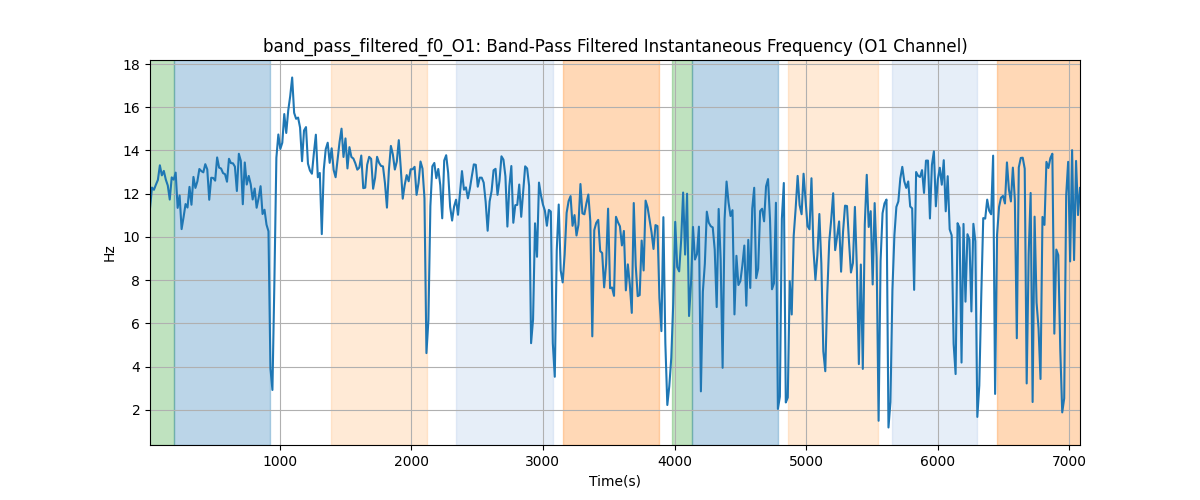 band_pass_filtered_f0_O1: Band-Pass Filtered Instantaneous Frequency (O1 Channel)
18
16
14
12
10
8
6
4
2
Hz
1000 2000 3000 4000 5000 6000 7000
Time(s)